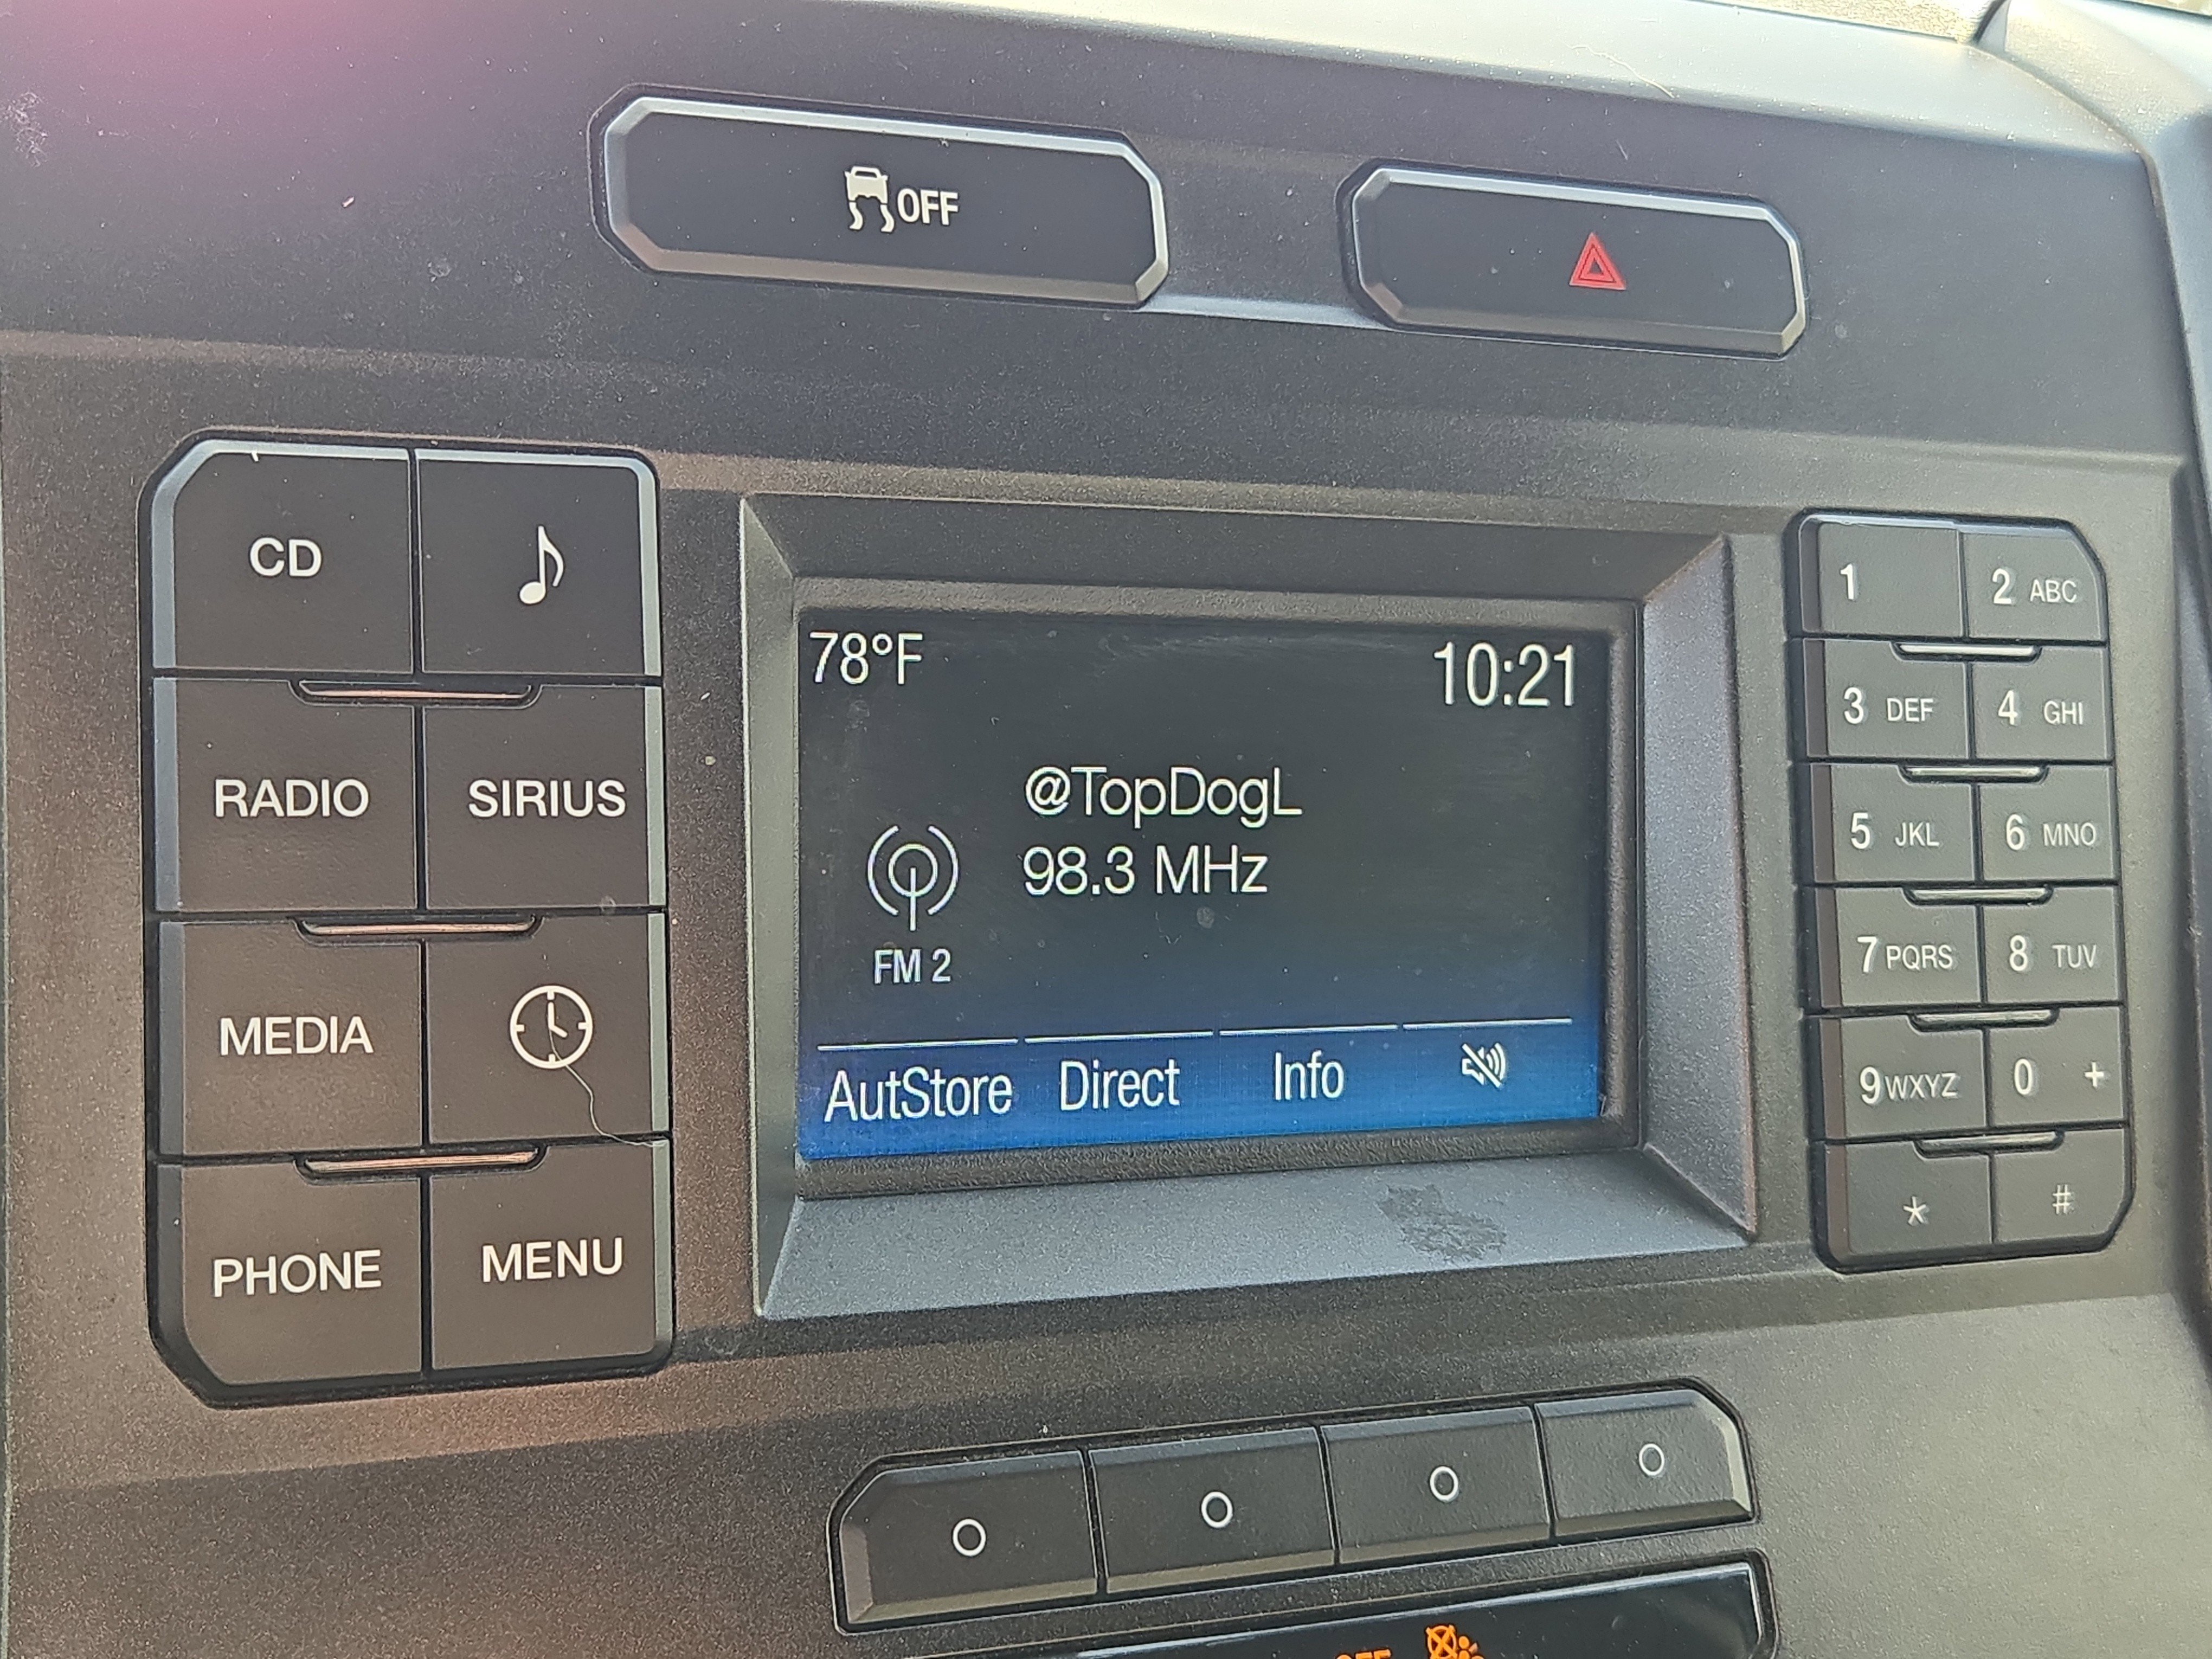 OFF
CD
RADIO
SIRIUS
MEDIA
PHONE
MENU
78°F
10:21
@TopDogL
98.3 MHz
FM 2
AutStore
Direct
Info
1
2 ABC
3 DEF
4 GHI
5 JKL
6 MNO
7 PQRS
8 TUV
9 WXYZ
0 +
* #
OFF